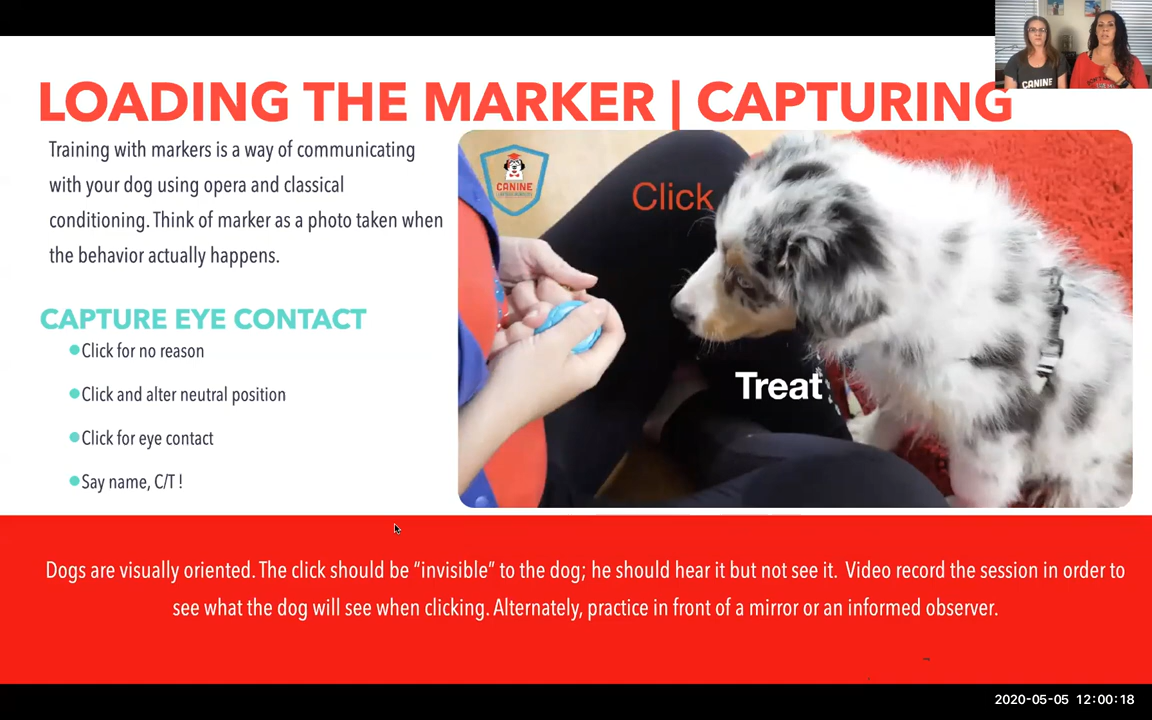 LOADING THE MARKER | CAPTURING
Training with markers is a way of communicating
with your dog using opera and classical
conditioning. Think of marker as a photo taken when
the behavior actually happens.
CAPTURE EYE CONTACT
Click for no reason
Click and alter neutral position
Click for eye contact
Say name, C/T !
CANINE
Click
Treat
CANINE
Dogs are visually oriented. The click should be “invisible” to the dog; he should hear it but not see it. Video record the session in order to
see what the dog will see when clicking. Alternately, practice in front of a mirror or an informed observer.
2020-05-05 12:00:18